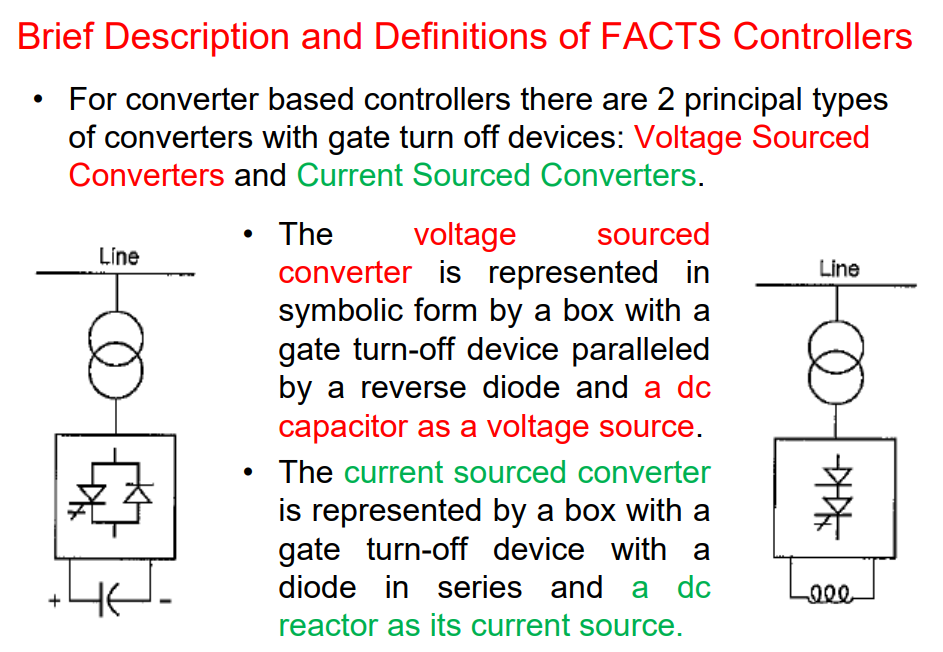 Brief Description and Definitions of FACTS Controllers
• For converter based controllers there are 2 principal types
of converters with gate turn off devices: Voltage Sourced
Converters and Current Sourced Converters.
Line
• The voltage sourced
converter is represented in
symbolic form by a box with a
gate turn-off device paralleled
by a reverse diode and a dc
capacitor as a voltage source.
• The current sourced converter
is represented by a box with a
gate turn-off device with a
diode in series and a dc
reactor as its current source.
+ -
Line